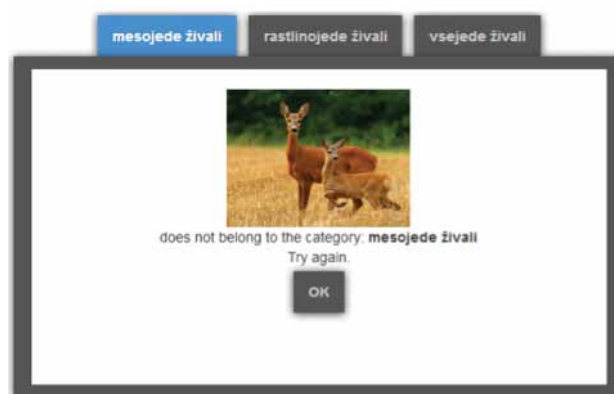 mesojede živali rastlinojede živali vsejede živali
does not belong to the category: mesojede živali
Try again.
OK